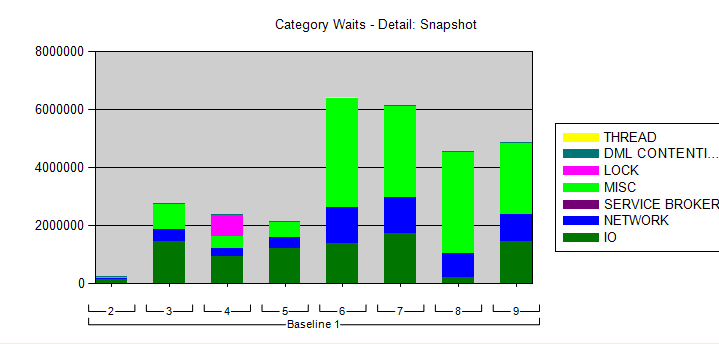 Category Waits - Detail: Snapshot
8000000
6000000
4000000
2000000
0
THREAD
DML CONTENTI...
LOCK
MISC
SERVICE BROKER
NETWORK
IO
2 3 4 5 6 7 8 9
Baseline 1